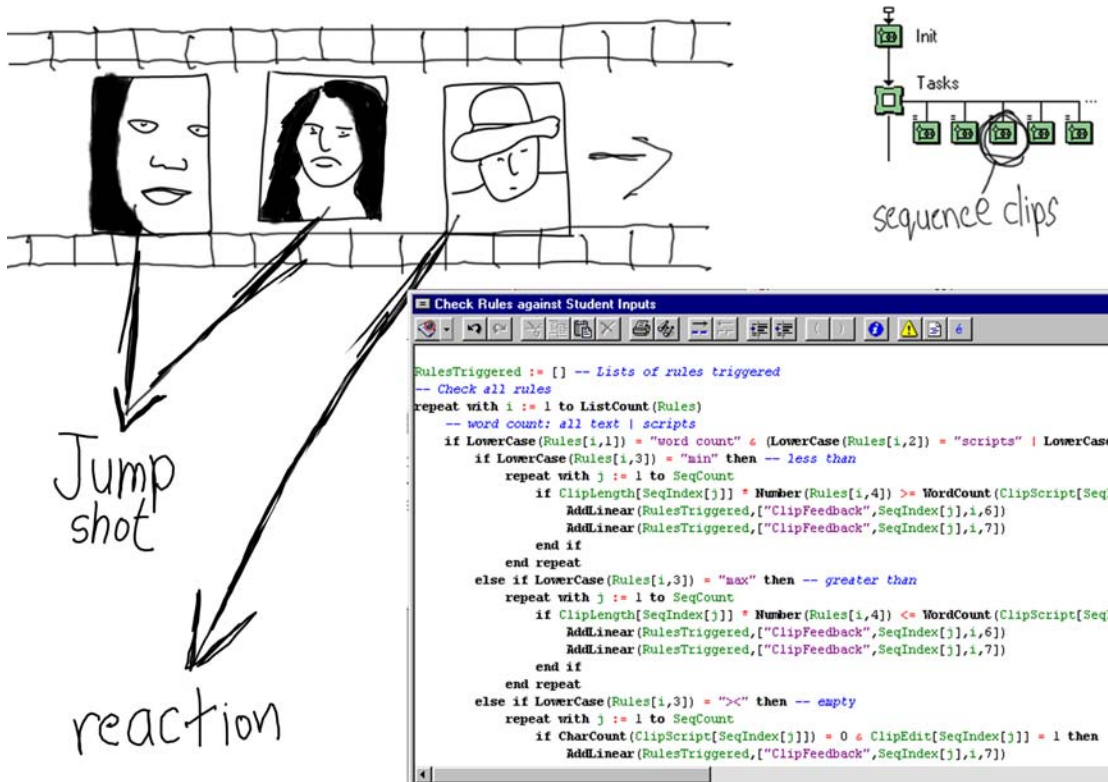 Init
Tasks
...
sequence clips
Jump
shot
reaction
Check Rules against Student Inputs
RulesTriggered := [] -- Lists of rules triggered
-- Check all rules
repeat with i := 1 to ListCount(Rules)
-- word count: all text | scripts
if LowerCase(Rules[i,1]) = "word count" & (LowerCase(Rules[i,2]) = "scripts" | LowerCase
if LowerCase(Rules[i,3]) = "min" then -- less than
repeat with j := 1 to SeqCount
if ClipLength[SeqIndex[j]] * Number(Rules[i,4]) >= WordCount(ClipScript[Seq
AddLinear(RulesTriggered,["ClipFeedback",SeqIndex[j],i,6])
AddLinear(RulesTriggered,["ClipFeedback",SeqIndex[j],i,7])
end if
end repeat
else if LowerCase(Rules[i,3]) = "max" then -- greater than
repeat with j := 1 to SeqCount
if ClipLength[SeqIndex[j]] * Number(Rules[i,4]) <= WordCount(ClipScript[Seq
AddLinear(RulesTriggered,["ClipFeedback",SeqIndex[j],i,6])
AddLinear(RulesTriggered,["ClipFeedback",SeqIndex[j],i,7])
end if
end repeat
else if LowerCase(Rules[i,3]) = "><" then -- empty
repeat with j := 1 to SeqCount
if CharCount(ClipScript[SeqIndex[j]]) = 0 & ClipEdit[SeqIndex[j]] = 1 then
AddLinear(RulesTriggered,["ClipFeedback",SeqIndex[j],i,7])